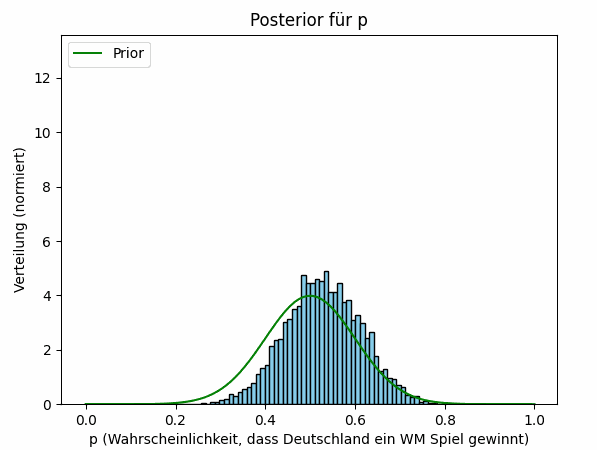 Posterior für p
Prior
12
10
8
6
4
2
0
Verteilung (normiert)
0.0 0.2 0.4 0.6 0.8 1.0
p (Wahrscheinlichkeit, dass Deutschland ein WM Spiel gewinnt)